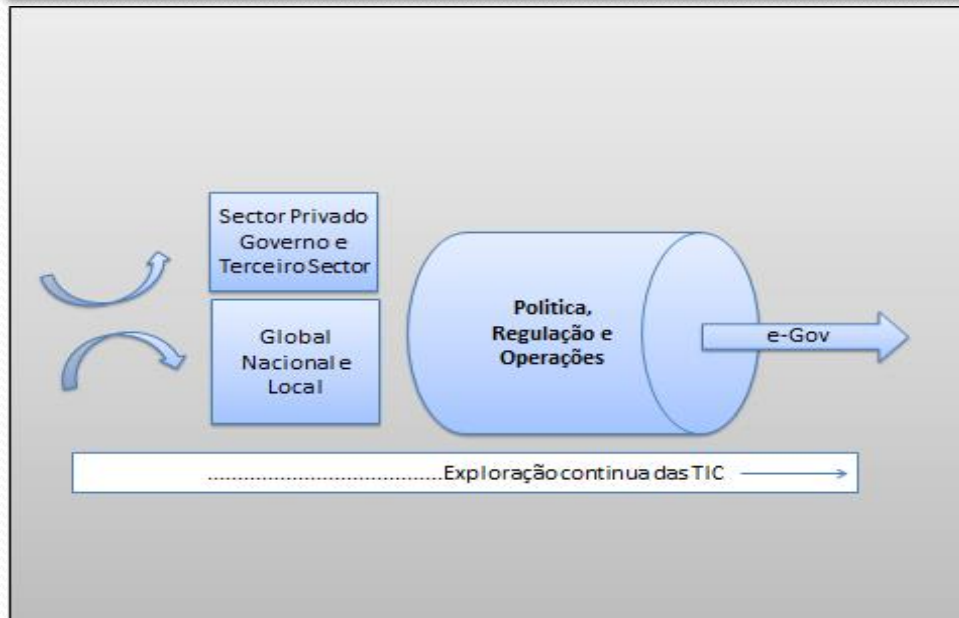 Sector Privado
Governo e
Terceiro Sector
Global
Nacional e
Local
Politica,
Regulação e
Operações
e-Gov
.......................................Exploração continua das TIC